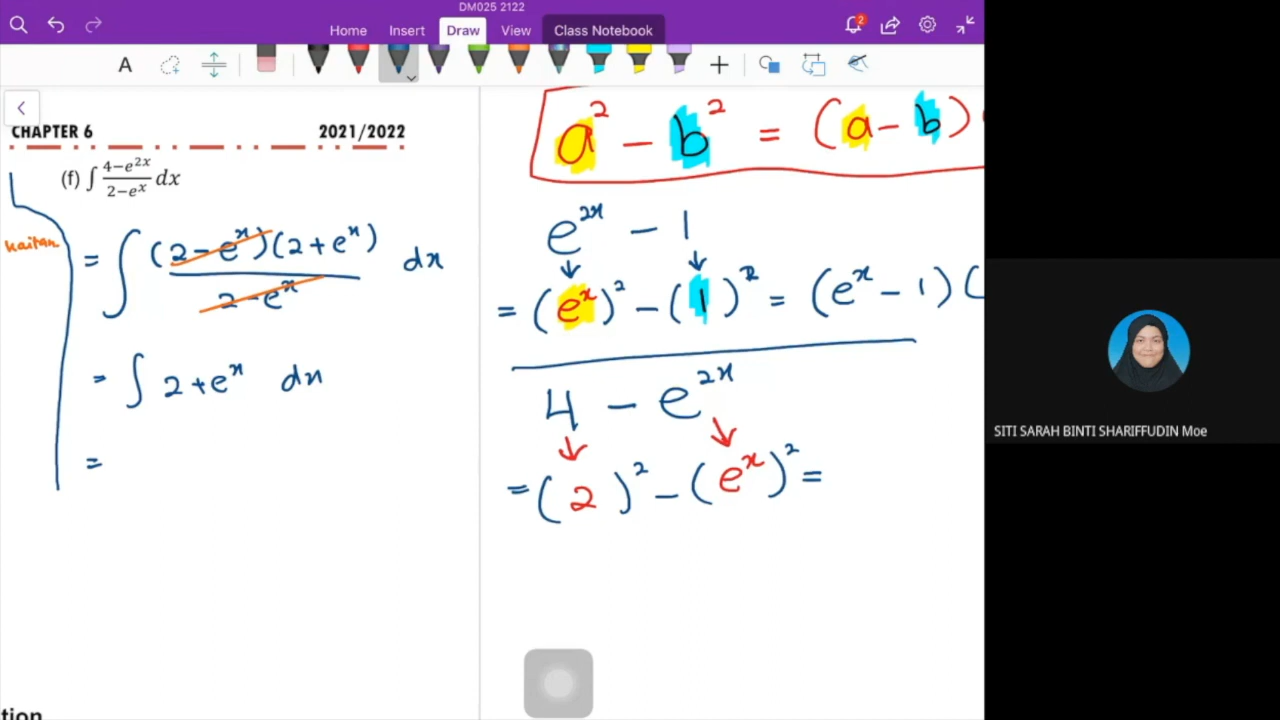 DM025 2122
Home Insert Draw View Class Notebook
2
A
CHAPTER 6 2021/2022
(f) ∫ (4−e^{2x})/(2−e^x) dx
kaitan
= ∫ (2 − e^x)(2 + e^x) / (2 − e^x) dx
= ∫ 2 + e^x dx
=
a² − b² = (a − b)
e^{2x} − 1
= (e^x)² − (1)² = (e^x − 1)(
4 − e^{2x}
= (2)² − (e^x)² =
tion
SITI SARAH BINTI SHARIFFUDIN Moe